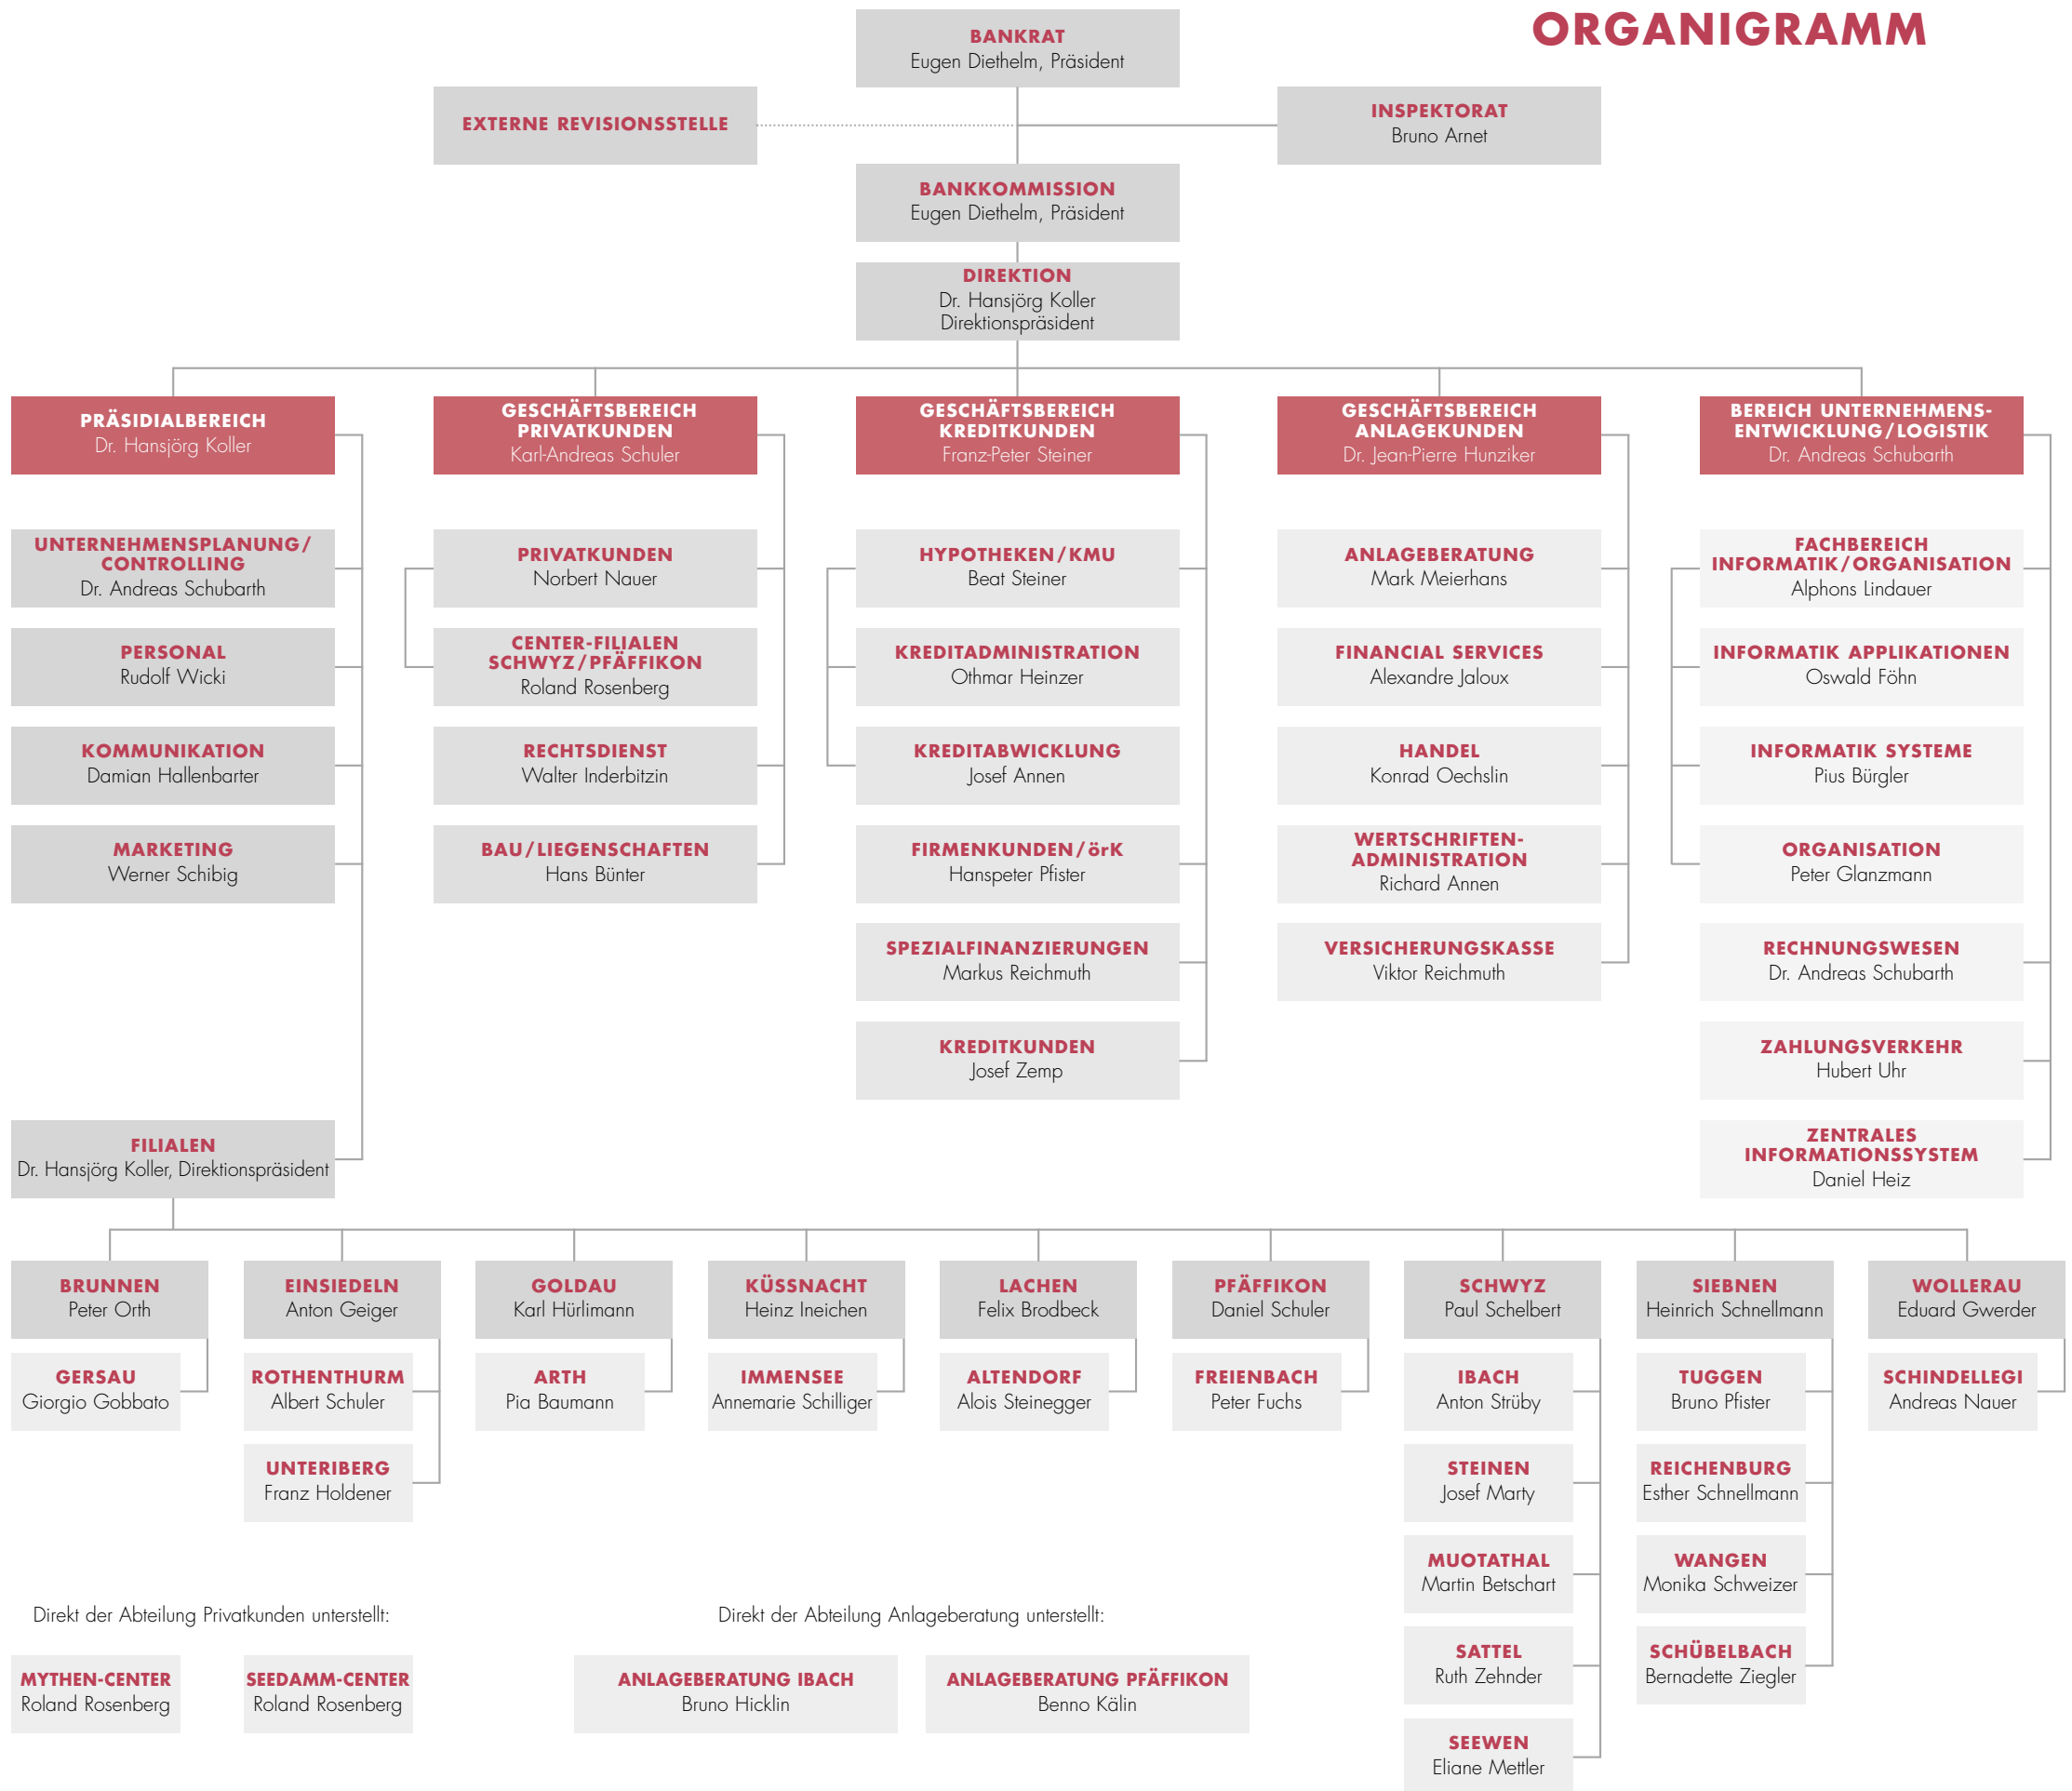 ORGANIGRAMM
BANKRAT
Eugen Diethelm, Präsident
EXTERNE REVISIONSSTELLE
INSPEKTORAT
Bruno Arnet
BANKKOMMISSION
Eugen Diethelm, Präsident
DIREKTION
Dr. Hansjörg Koller
Direktionspräsident
PRÄSIDIALBEREICH
Dr. Hansjörg Koller
UNTERNEHMENSPLANUNG/
CONTROLLING
Dr. Andreas Schubarth
PERSONAL
Rudolf Wicki
KOMMUNIKATION
Damian Hallenbarter
MARKETING
Werner Schibig
GESCHÄFTSBEREICH
PRIVATKUNDEN
Karl-Andreas Schuler
PRIVATKUNDEN
Norbert Nauer
CENTER-FILIALEN
SCHWYZ/PFÄFFIKON
Roland Rosenberg
RECHTSDIENST
Walter Inderbitzin
BAU/LIEGENSCHAFTEN
Hans Bünter
GESCHÄFTSBEREICH
KREDITKUNDEN
Franz-Peter Steiner
HYPOTHEKEN/KMU
Beat Steiner
KREDITADMINISTRATION
Othmar Heinzer
KREDITABWICKLUNG
Josef Annen
FIRMENKUNDEN/örK
Hanspeter Pfister
SPEZIALFINANZIERUNGEN
Markus Reichmuth
KREDITKUNDEN
Josef Zemp
GESCHÄFTSBEREICH
ANLAGEKUNDEN
Dr. Jean-Pierre Hunziker
ANLAGEBERATUNG
Mark Meierhans
FINANCIAL SERVICES
Alexandre Jaloux
HANDEL
Konrad Oechslin
WERTSCHRIFTEN-
ADMINISTRATION
Richard Annen
VERSICHERUNGSKASSE
Viktor Reichmuth
BEREICH UNTERNEHMENS-
ENTWICKLUNG/LOGISTIK
Dr. Andreas Schubarth
FACHBEREICH
INFORMATIK/ORGANISATION
Alphons Lindauer
INFORMATIK APPLIKATIONEN
Oswald Föhn
INFORMATIK SYSTEME
Pius Bürgler
ORGANISATION
Peter Glanzmann
RECHNUNGSWESEN
Dr. Andreas Schubarth
ZAHLUNGSVERKEHR
Hubert Uhr
ZENTRALES
INFORMATIONSSYSTEM
Daniel Heiz
FILIALEN
Dr. Hansjörg Koller, Direktionspräsident
BRUNNEN
Peter Orth
GERSAU
Giorgio Gobbato
EINSIEDELN
Anton Geiger
ROTHENTHURM
Albert Schuler
UNTERIBERG
Franz Holdener
GOLDAU
Karl Hürlimann
ARTH
Pia Baumann
KÜSSNACHT
Heinz Ineichen
IMMENSEE
Annemarie Schilliger
LACHEN
Felix Brodbeck
ALTENDORF
Alois Steinegger
PFÄFFIKON
Daniel Schuler
FREIENBACH
Peter Fuchs
SCHWYZ
Paul Schelbert
IBACH
Anton Strüby
STEINEN
Josef Marty
MUOTATHAL
Martin Betschart
SATTEL
Ruth Zehnder
SEEWEN
Eliane Mettler
SIEBNEN
Heinrich Schnellmann
TUGGEN
Bruno Pfister
REICHENBURG
Esther Schnellmann
WANGEN
Monika Schweizer
SCHÜBELBACH
Bernadette Ziegler
WOLLERAU
Eduard Gwerder
SCHINDELLEGI
Andreas Nauer
Direkt der Abteilung Privatkunden unterstellt:
MYTHEN-CENTER
Roland Rosenberg
SEEDAMM-CENTER
Roland Rosenberg
Direkt der Abteilung Anlageberatung unterstellt:
ANLAGEBERATUNG IBACH
Bruno Hicklin
ANLAGEBERATUNG PFÄFFIKON
Benno Kälin